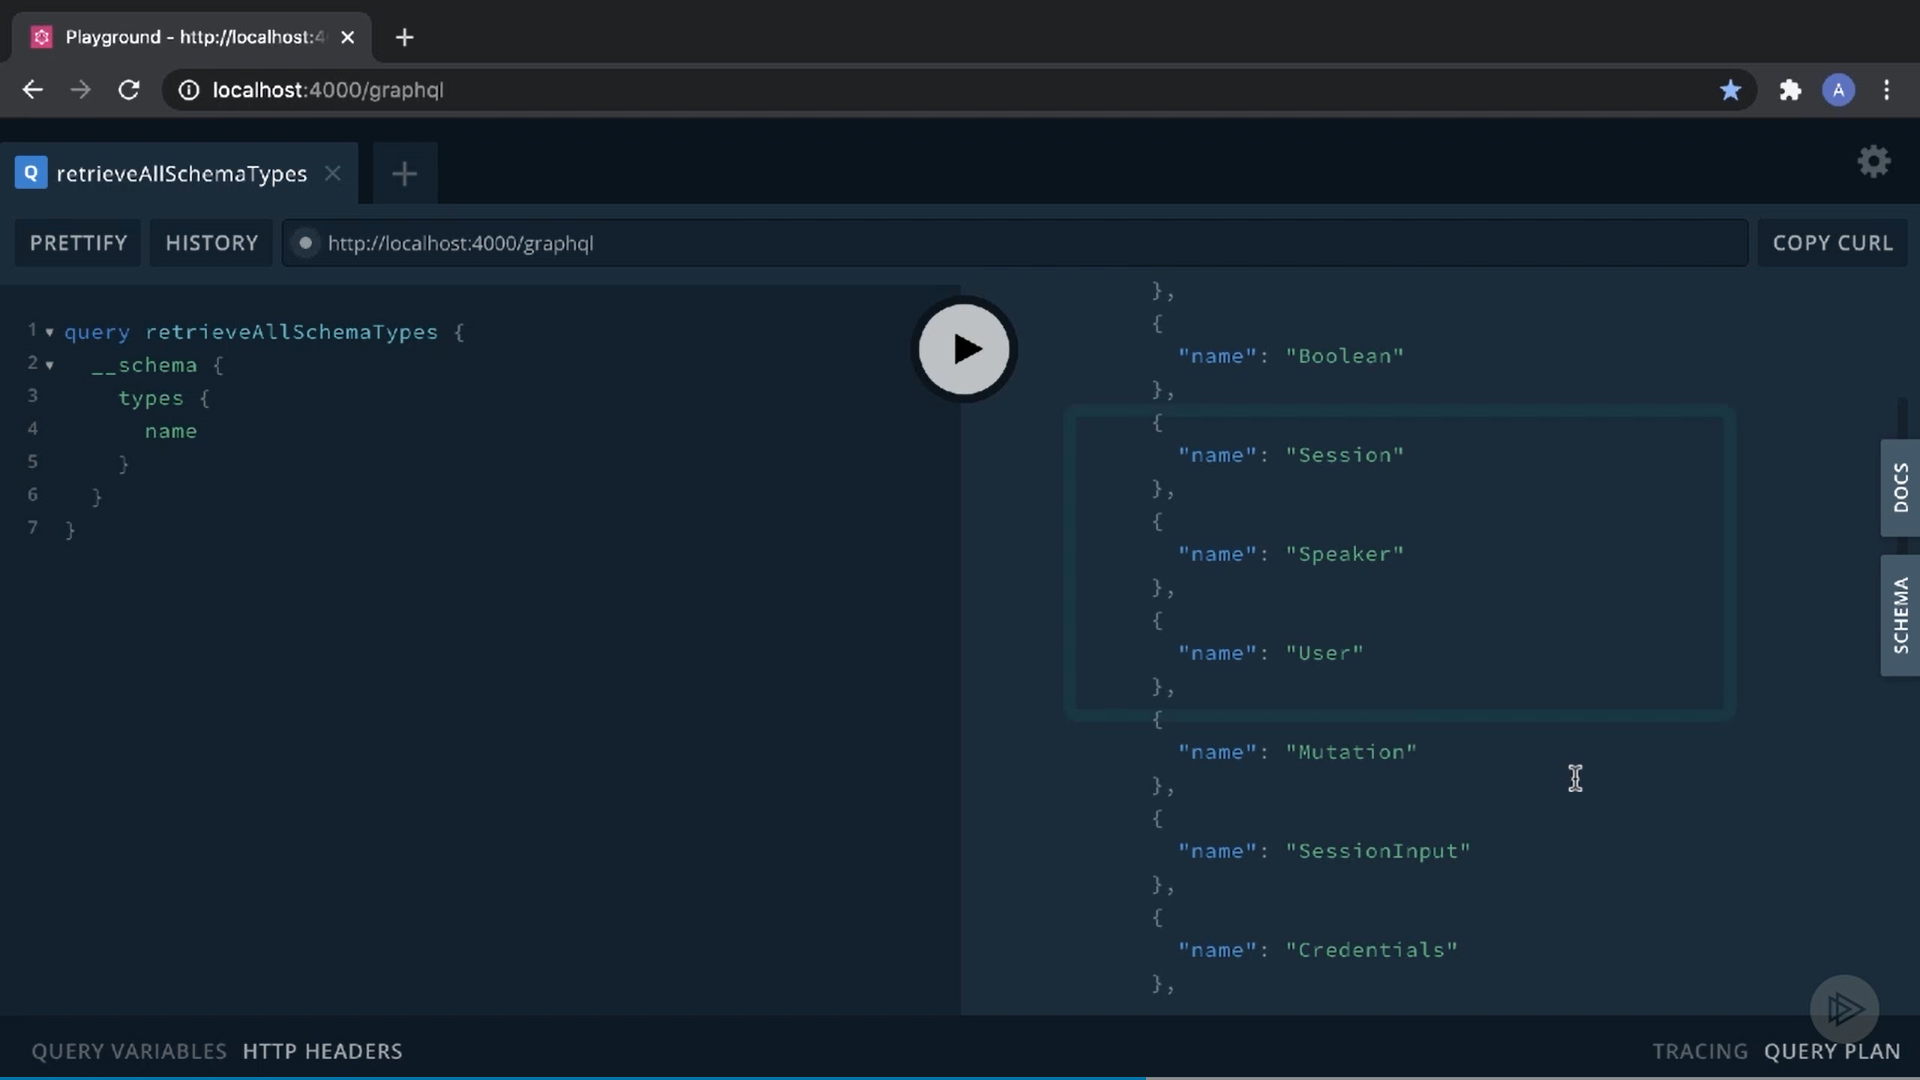 Playground - http://localhost:4
localhost:4000/graphql
A
Q retrieveAllSchemaTypes
PRETTIFY
HISTORY
http://localhost:4000/graphql
COPY CURL
1 query retrieveAllSchemaTypes {
2 __schema {
3 types {
4 name
5 }
6 }
7 }
},
{
"name": "Boolean"
},
{
"name": "Session"
},
{
"name": "Speaker"
},
{
"name": "User"
},
{
"name": "Mutation"
},
{
"name": "SessionInput"
},
{
"name": "Credentials"
},
DOCS
SCHEMA
QUERY VARIABLES
HTTP HEADERS
TRACING
QUERY PLAN